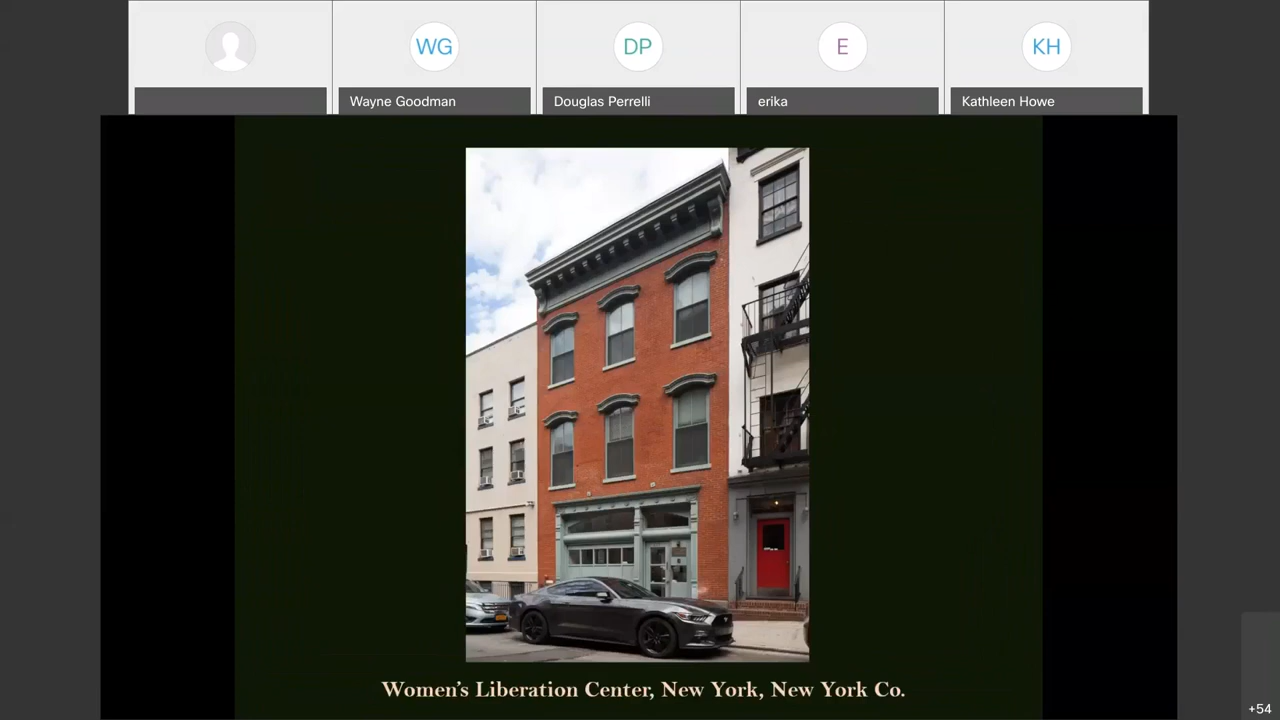 WG
DP
E
KH
Wayne Goodman
Douglas Perrelli
erika
Kathleen Howe
Women's Liberation Center, New York, New York Co.
+54